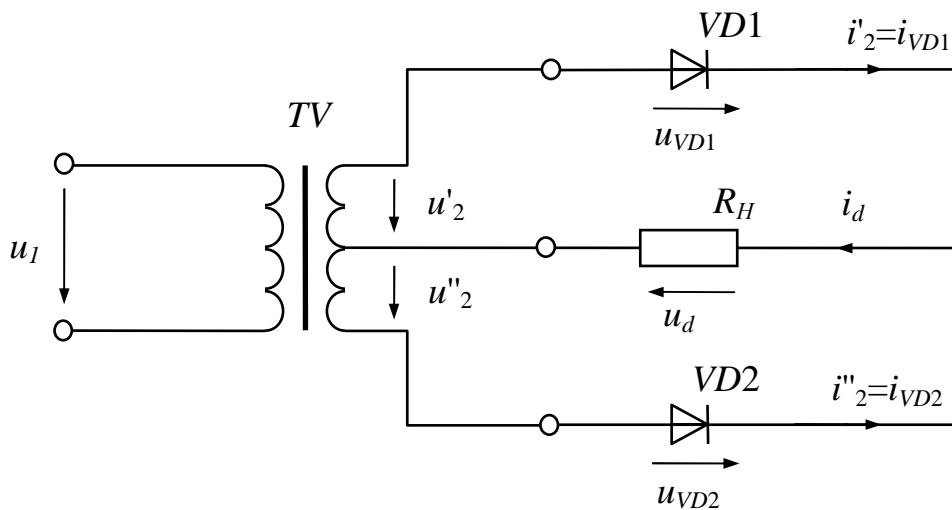 VD1
i'2=iVD1
TV
uVD1
u1
u'2
RH
id
u''2
ud
VD2
i''2=iVD2
uVD2